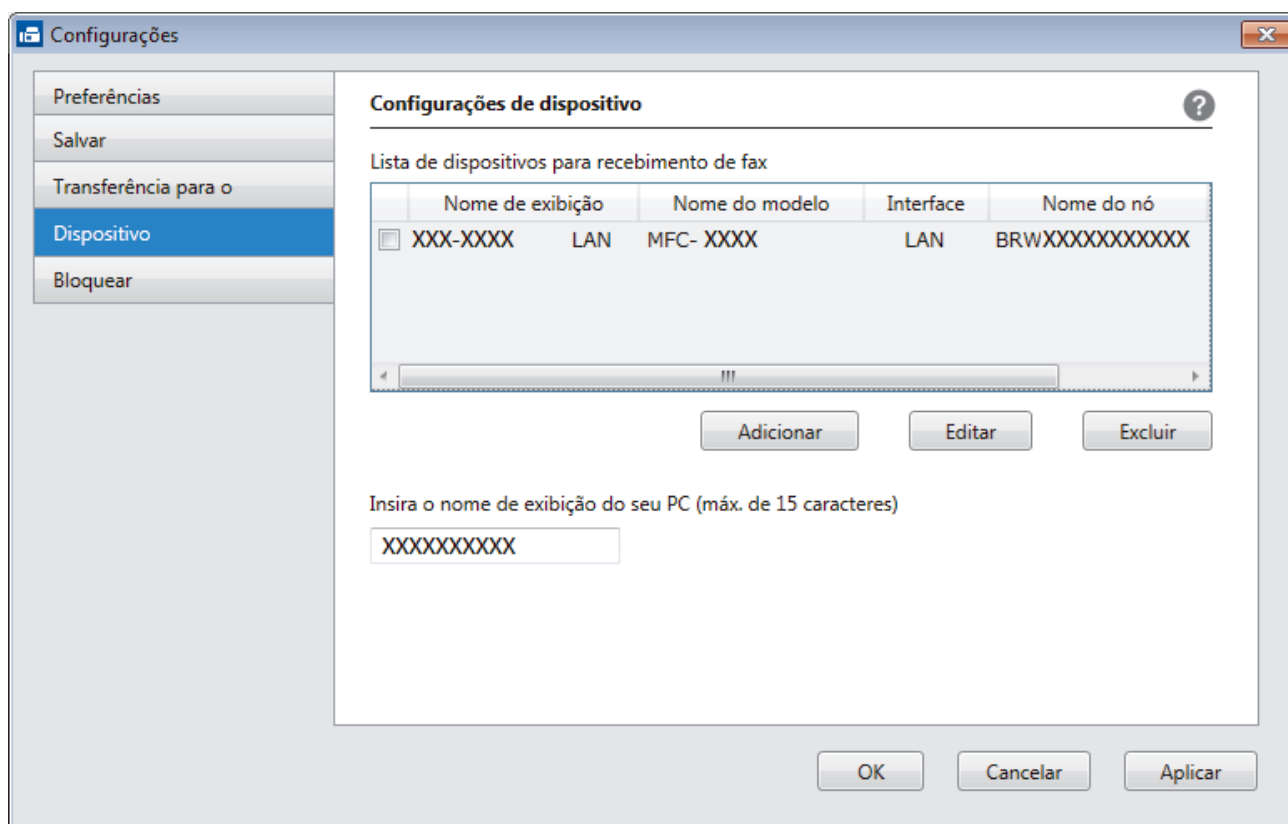 Configurações
Preferências
Salvar
Transferência para o
Dispositivo
Bloquear
Configurações de dispositivo
?
Lista de dispositivos para recebimento de fax
Nome de exibição Nome do modelo Interface Nome do nó
XXX-XXXX LAN MFC- XXXX LAN BRWXXXXXXXXXXX
Adicionar Editar Excluir
Insira o nome de exibição do seu PC (máx. de 15 caracteres)
XXXXXXXXXX
OK Cancelar Aplicar